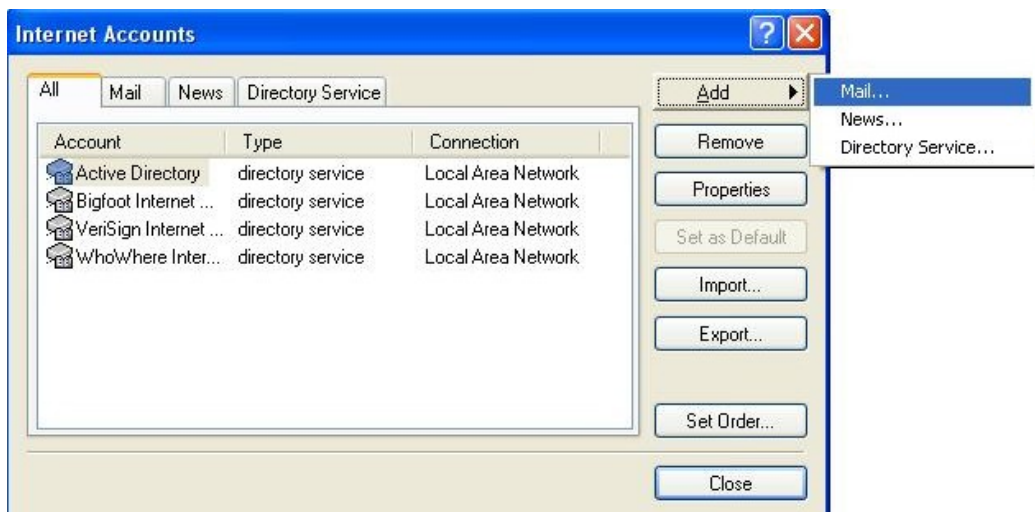 Internet Accounts
All Mail News Directory Service
Add
Mail...
News...
Directory Service...
Account Type Connection
Active Directory directory service Local Area Network
Bigfoot Internet ... directory service Local Area Network
VeriSign Internet ... directory service Local Area Network
WhoWhere Inter... directory service Local Area Network
Remove
Properties
Set as Default
Import...
Export...
Set Order...
Close